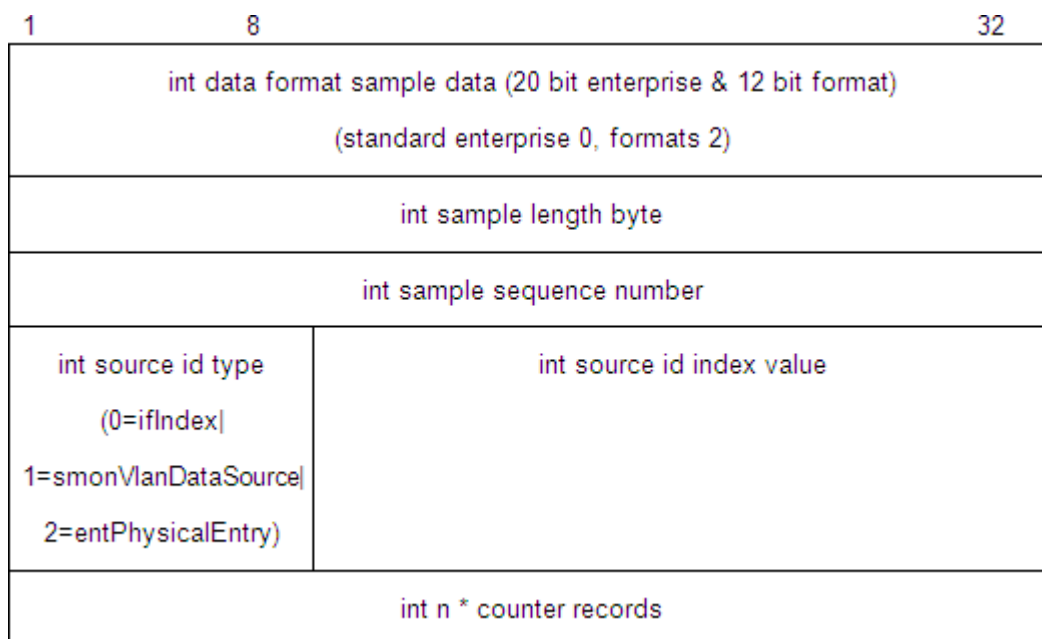 1 8 32
int data format sample data (20 bit enterprise & 12 bit format)
(standard enterprise 0, formats 2)
int sample length byte
int sample sequence number
int source id type
(0=ifIndex|
1=smonVlanDataSource|
2=entPhysicalEntry)
int source id index value
int n * counter records